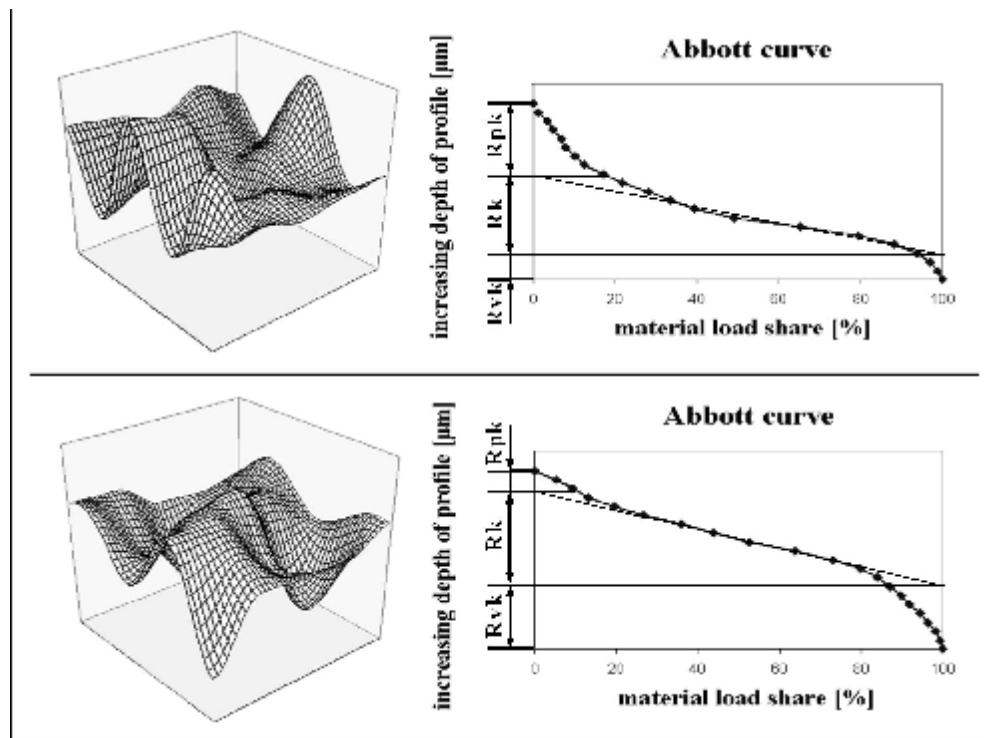 Abbott curve
increasing depth of profile [µm]
Rpk
Rk
Rvk
0 20 40 60 80 100
material load share [%]
Abbott curve
increasing depth of profile [µm]
Rpk
Rk
Rvk
0 20 40 60 80 100
material load share [%]